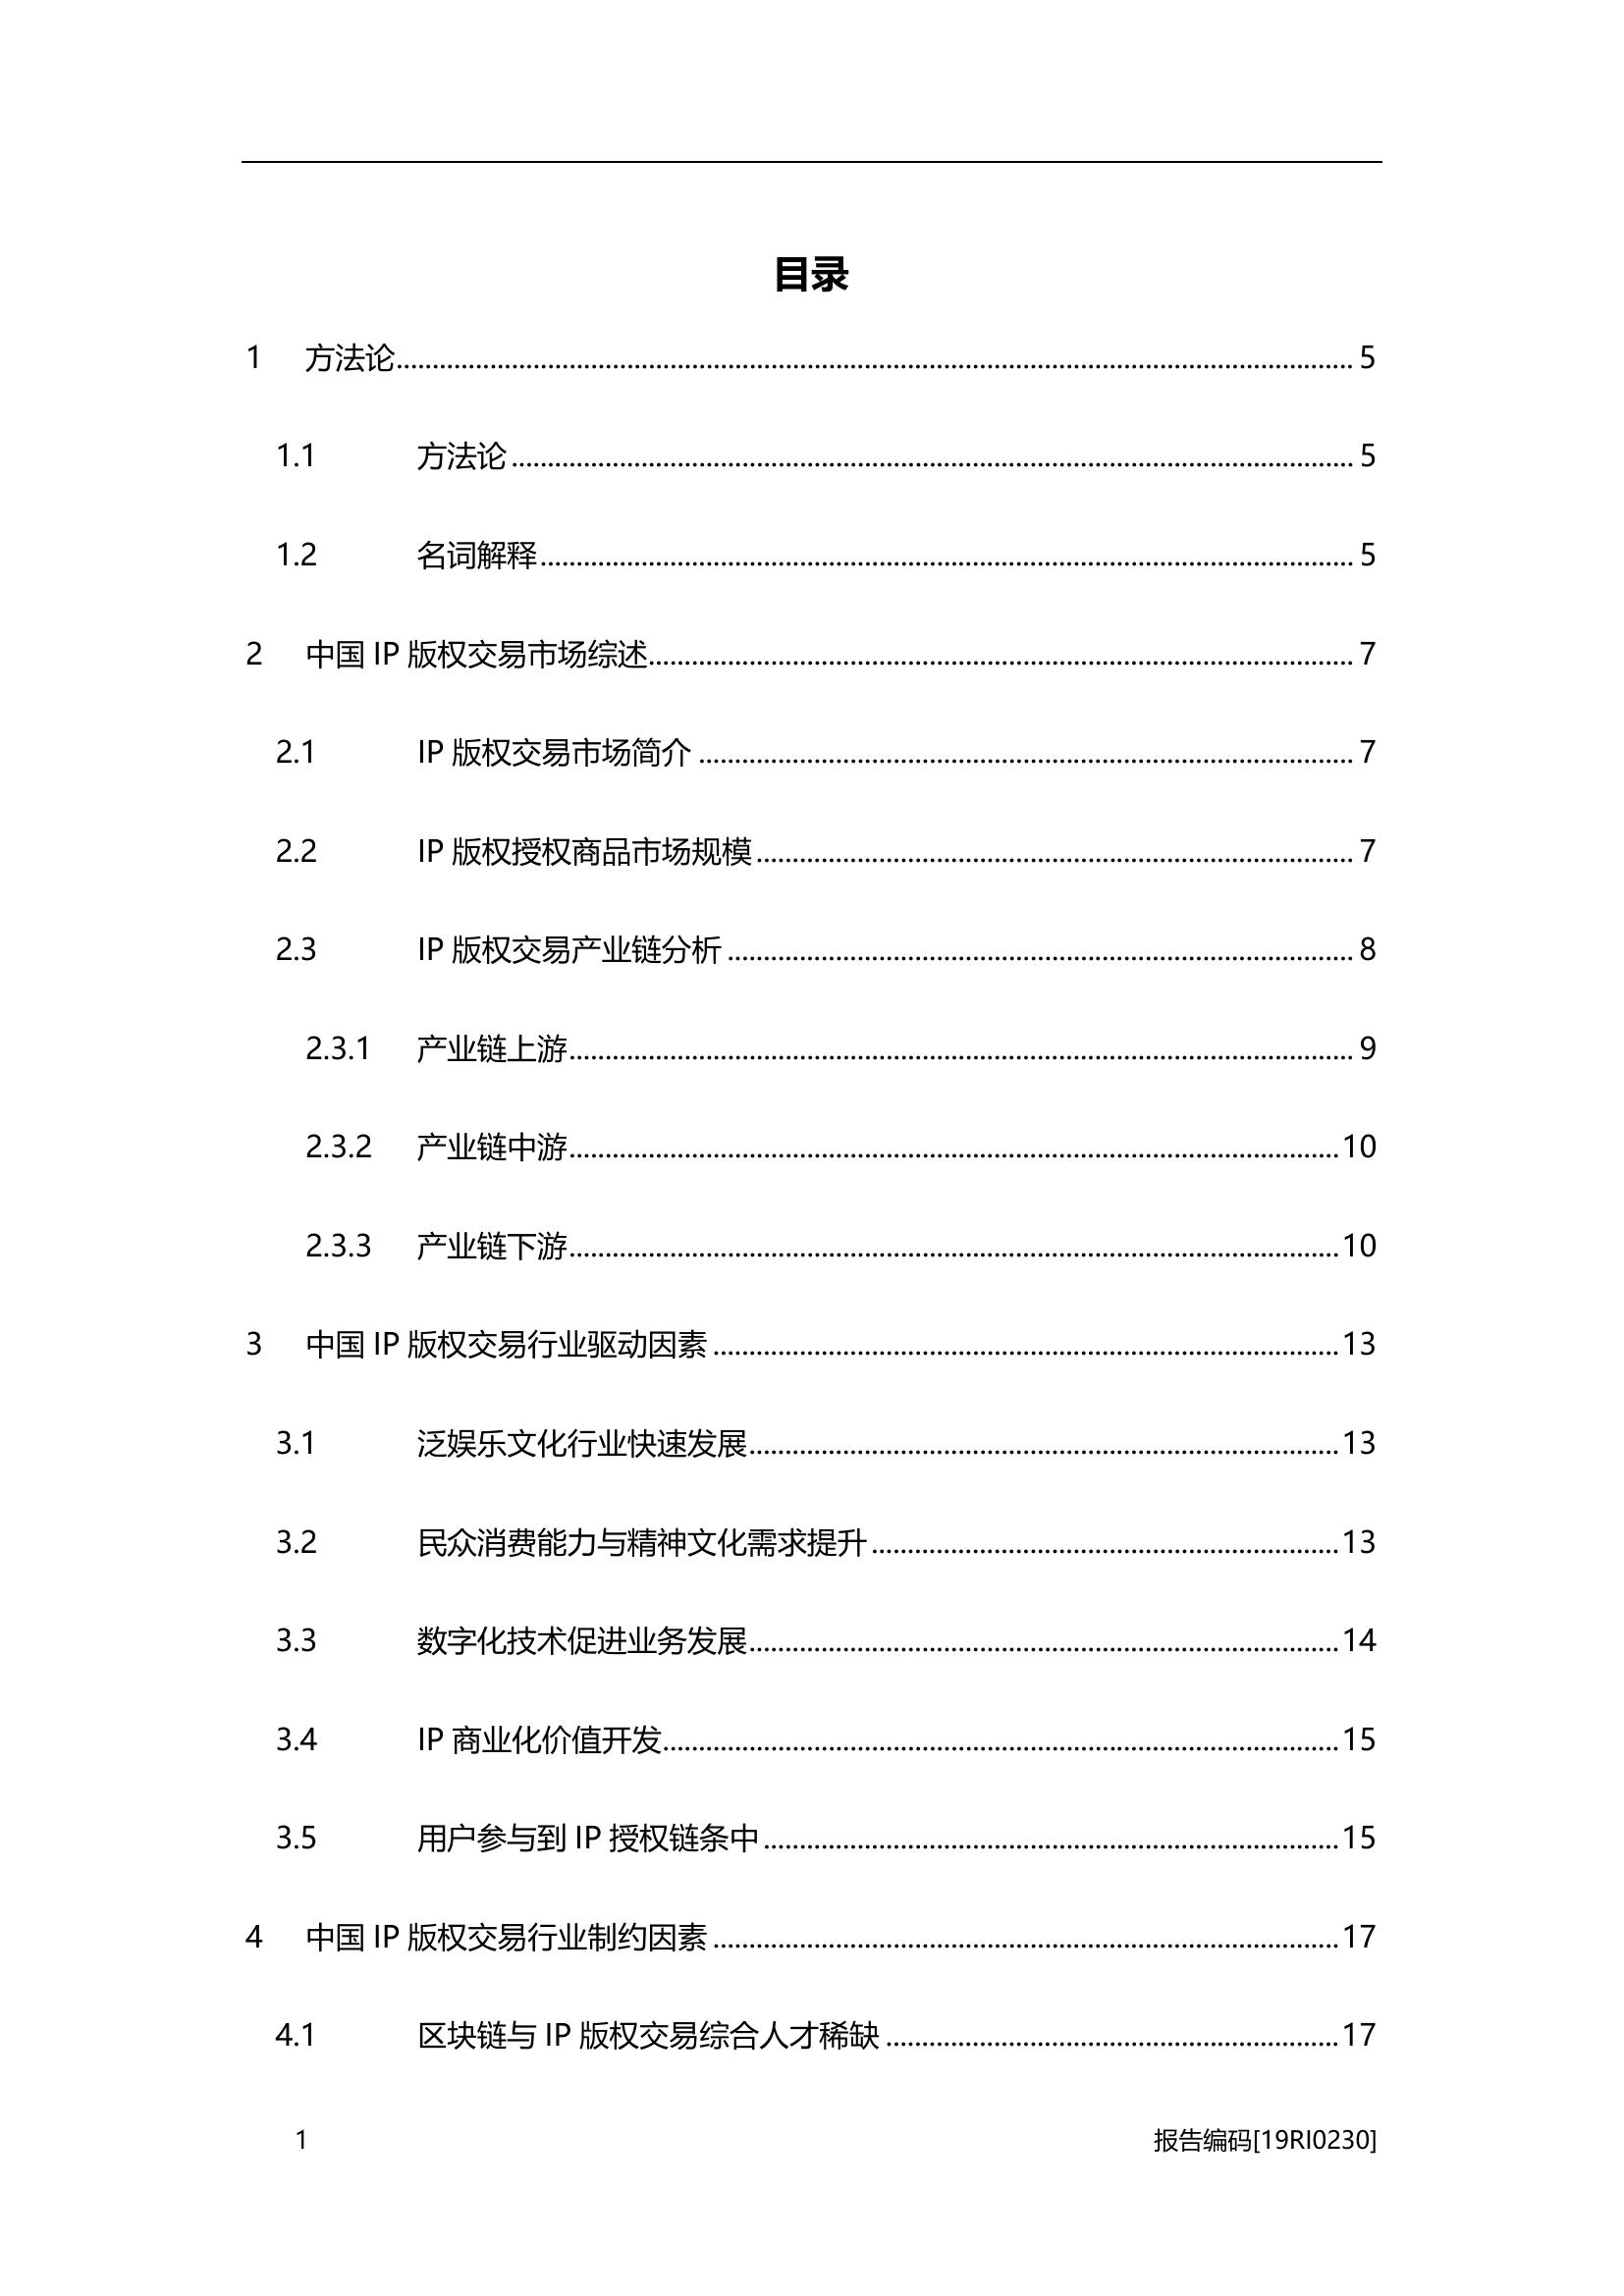 目录
1 方法论........ 5
1.1 方法论........ 5
1.2 名词解释........ 5
2 中国 IP 版权交易市场综述........ 7
2.1 IP 版权交易市场简介........ 7
2.2 IP 版权授权商品市场规模........ 7
2.3 IP 版权交易产业链分析........ 8
2.3.1 产业链上游........ 9
2.3.2 产业链中游........ 10
2.3.3 产业链下游........ 10
3 中国 IP 版权交易行业驱动因素........ 13
3.1 泛娱乐文化行业快速发展........ 13
3.2 民众消费能力与精神文化需求提升........ 13
3.3 数字化技术促进业务发展........ 14
3.4 IP 商业化价值开发........ 15
3.5 用户参与到 IP 授权链条中........ 15
4 中国 IP 版权交易行业制约因素........ 17
4.1 区块链与 IP 版权交易综合人才稀缺........ 17
1 报告编码[19RI0230]